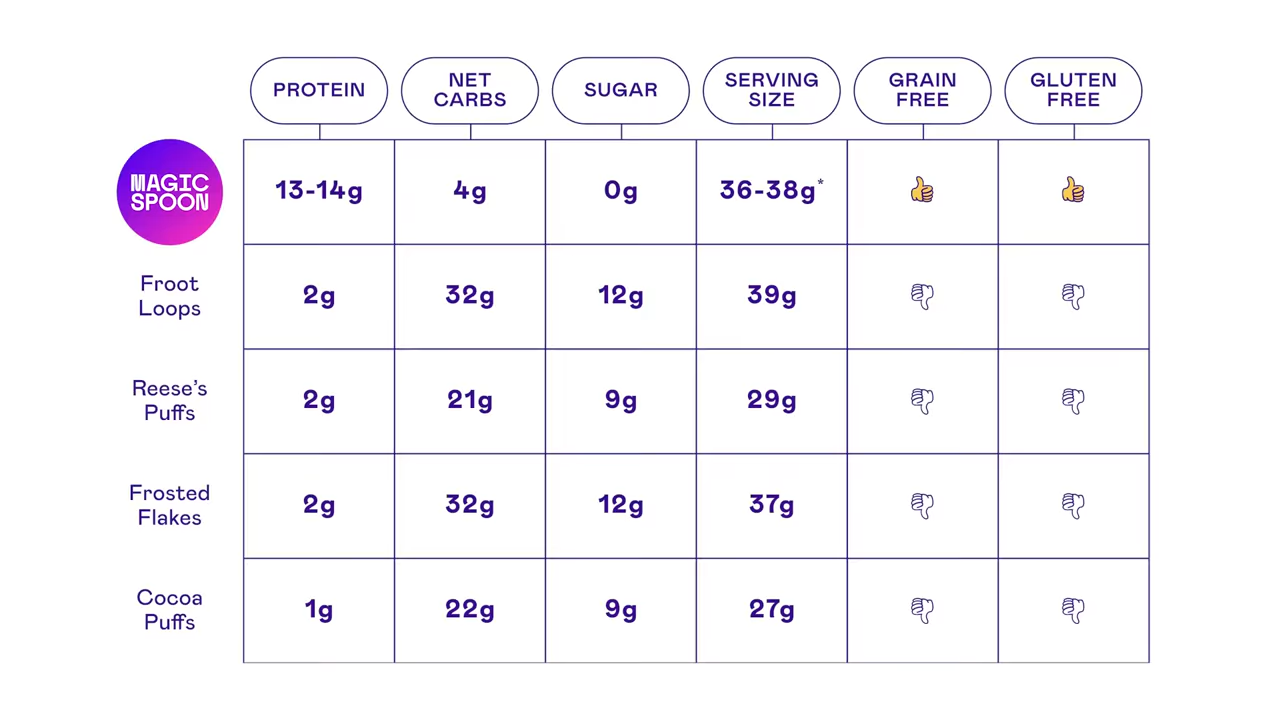 PROTEIN
NET
CARBS
SUGAR
SERVING
SIZE
GRAIN
FREE
GLUTEN
FREE
MAGIC
SPOON
13-14g
4g
0g
36-38g*
Froot
Loops
2g
32g
12g
39g
Reese’s
Puffs
2g
21g
9g
29g
Frosted
Flakes
2g
32g
12g
37g
Cocoa
Puffs
1g
22g
9g
27g